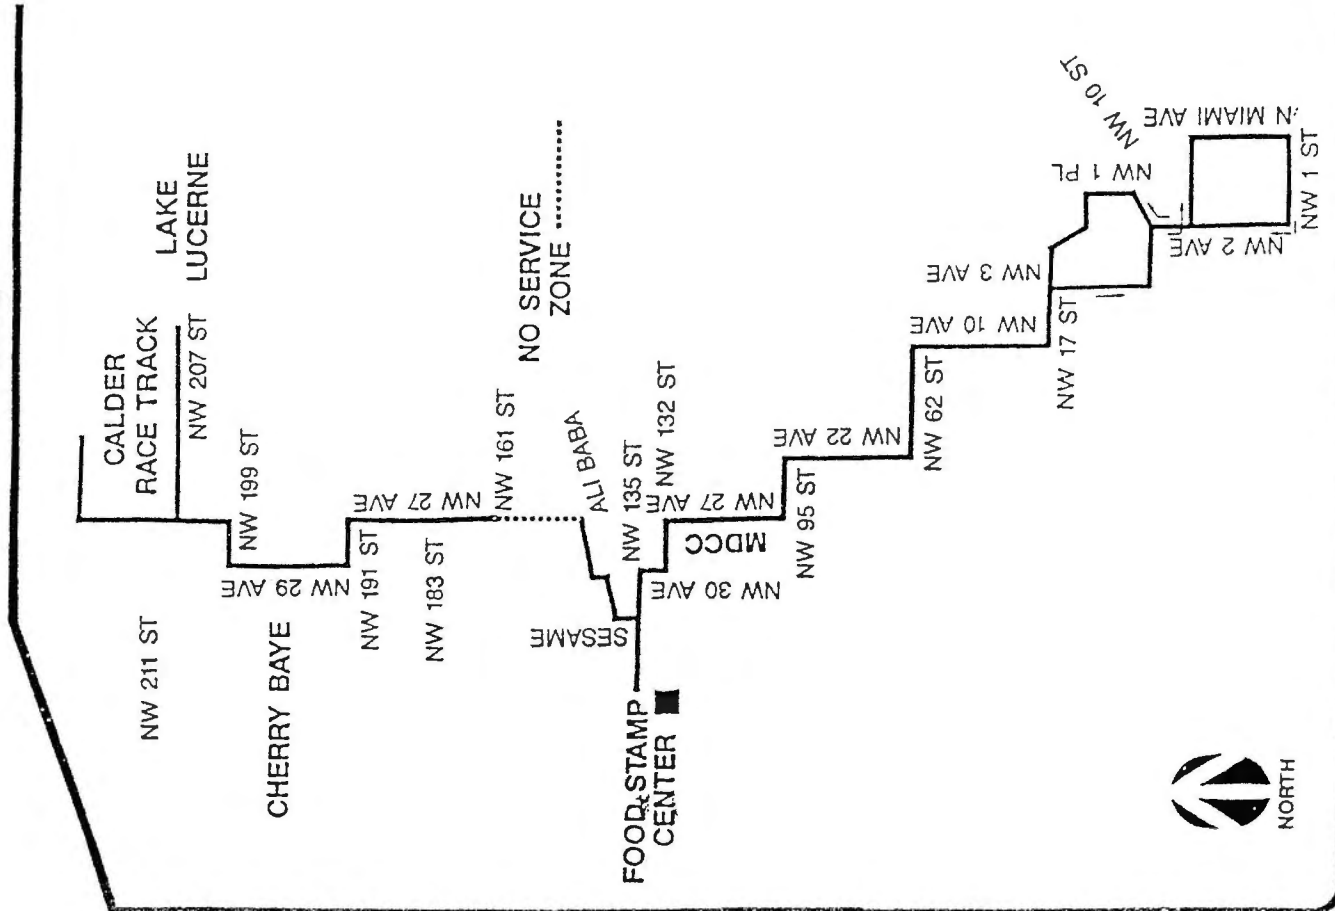 CALDER
RACE TRACK
LAKE
LUCERNE
NW 207 ST
NW 211 ST
NW 199 ST
NW 29 AVE
CHERRY BAYE
NW 191 ST
NW 27 AVE
NW 183 ST
NW 161 ST
NO SERVICE
ZONE
ALI BABA
SESAME
NW 135 ST
NW 132 ST
NW 30 AVE
NW 27 AVE
MDCC
FOOD STAMP
CENTER
NW 95 ST
NW 22 AVE
NW 62 ST
NW 10 AVE
NW 17 ST
NW 3 AVE
NW 1 PL
NW 10 ST
NW 2 AVE
N MIAMI AVE
NW 1 ST
NORTH